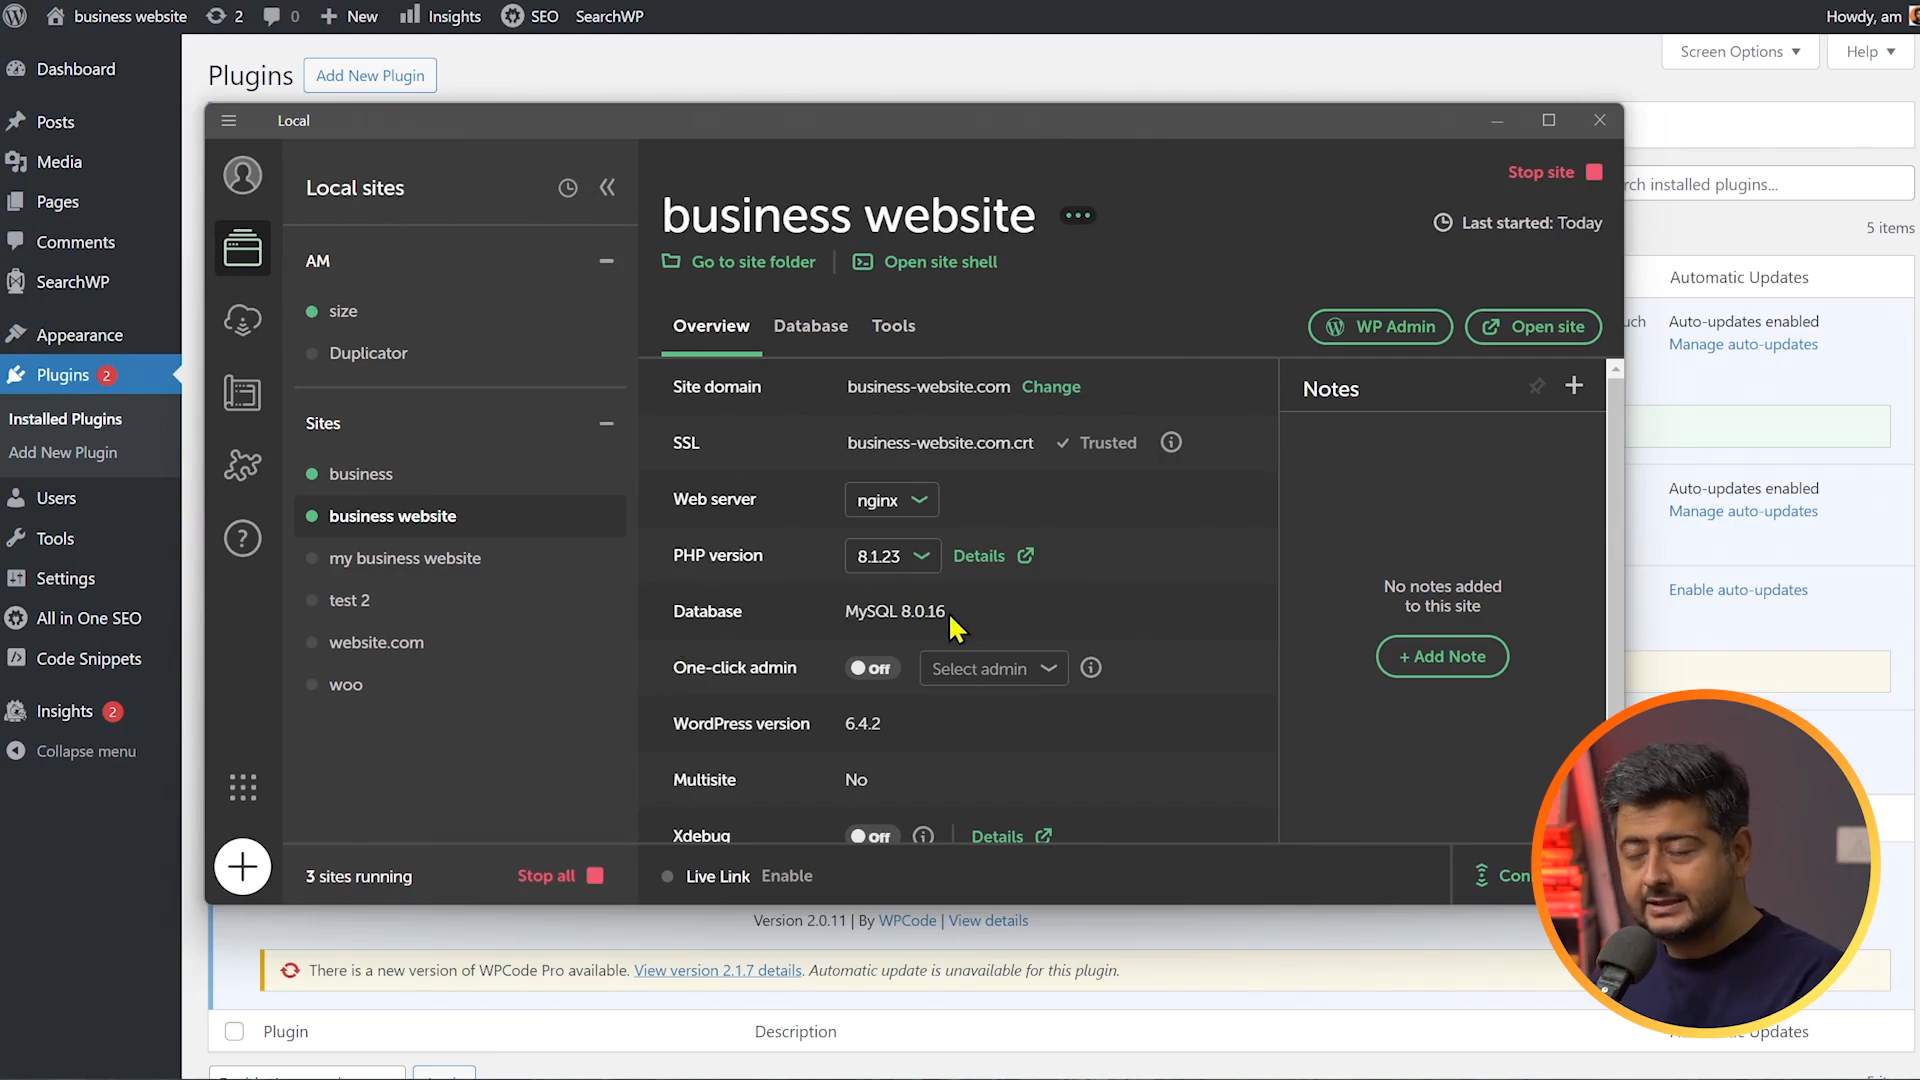 business website 2 0 New Insights SEO SearchWP Howdy, am
Dashboard
Posts
Media
Pages
Comments
SearchWP
Appearance
Plugins 2
Installed Plugins
Add New Plugin
Users
Tools
Settings
All in One SEO
Code Snippets
Insights 2
Collapse menu
Screen Options ▼ Help ▼
Plugins Add New Plugin
rch installed plugins...
5 items
Automatic Updates
uch Auto-updates enabled
Manage auto-updates
Auto-updates enabled
Manage auto-updates
Enable auto-updates
Local
Local sites
AM
size
Duplicator
Sites
business
business website
my business website
test 2
website.com
woo
3 sites running Stop all
Stop site
business website
Last started: Today
Go to site folder Open site shell
Overview Database Tools
WP Admin Open site
Site domain business-website.com Change
SSL business-website.com.crt Trusted
Web server nginx
PHP version 8.1.23 Details
Database MySQL 8.0.16
One-click admin Off Select admin
WordPress version 6.4.2
Multisite No
Xdebug Off Details
Notes
No notes added
to this site
+ Add Note
Live Link Enable
Con
Version 2.0.11 | By WPCode | View details
There is a new version of WPCode Pro available. View version 2.1.7 details. Automatic update is unavailable for this plugin.
Plugin Description Updates